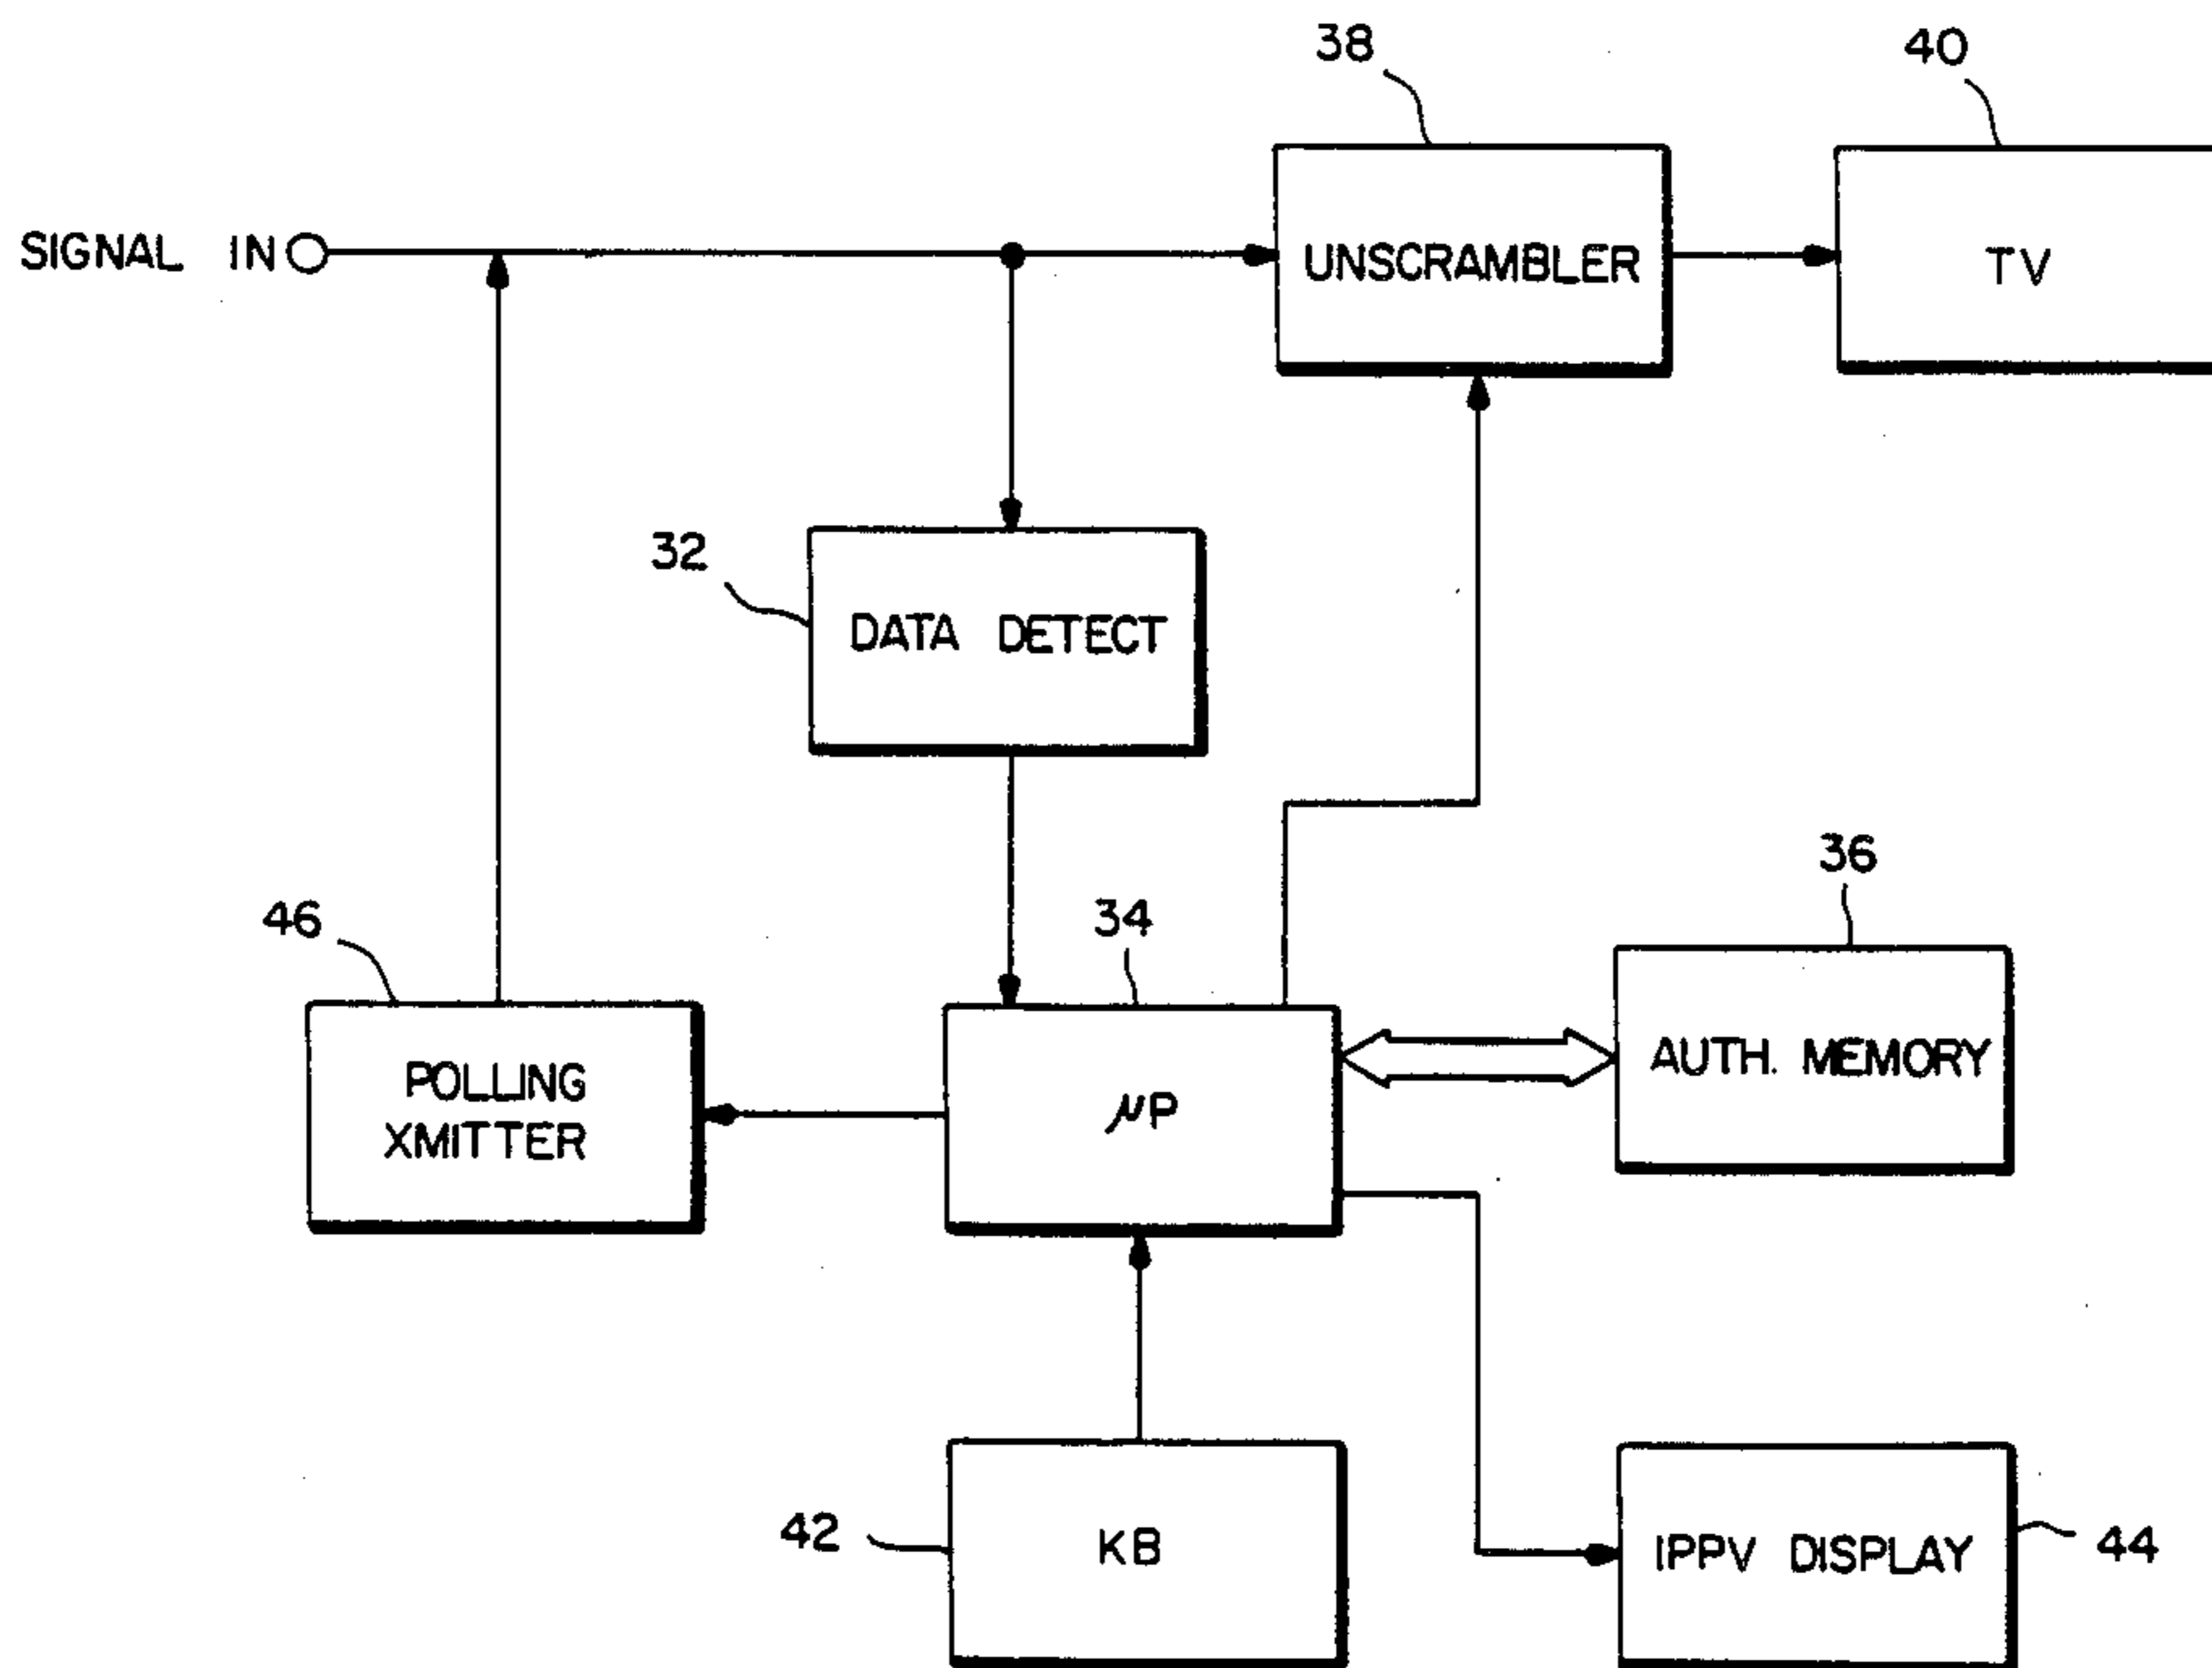 38
40
SIGNAL IN
UNSCRAMBLER
TV
32
DATA DETECT
36
46
34
POLLING
XMITTER
μP
AUTH. MEMORY
42
KB
IPPV DISPLAY
44